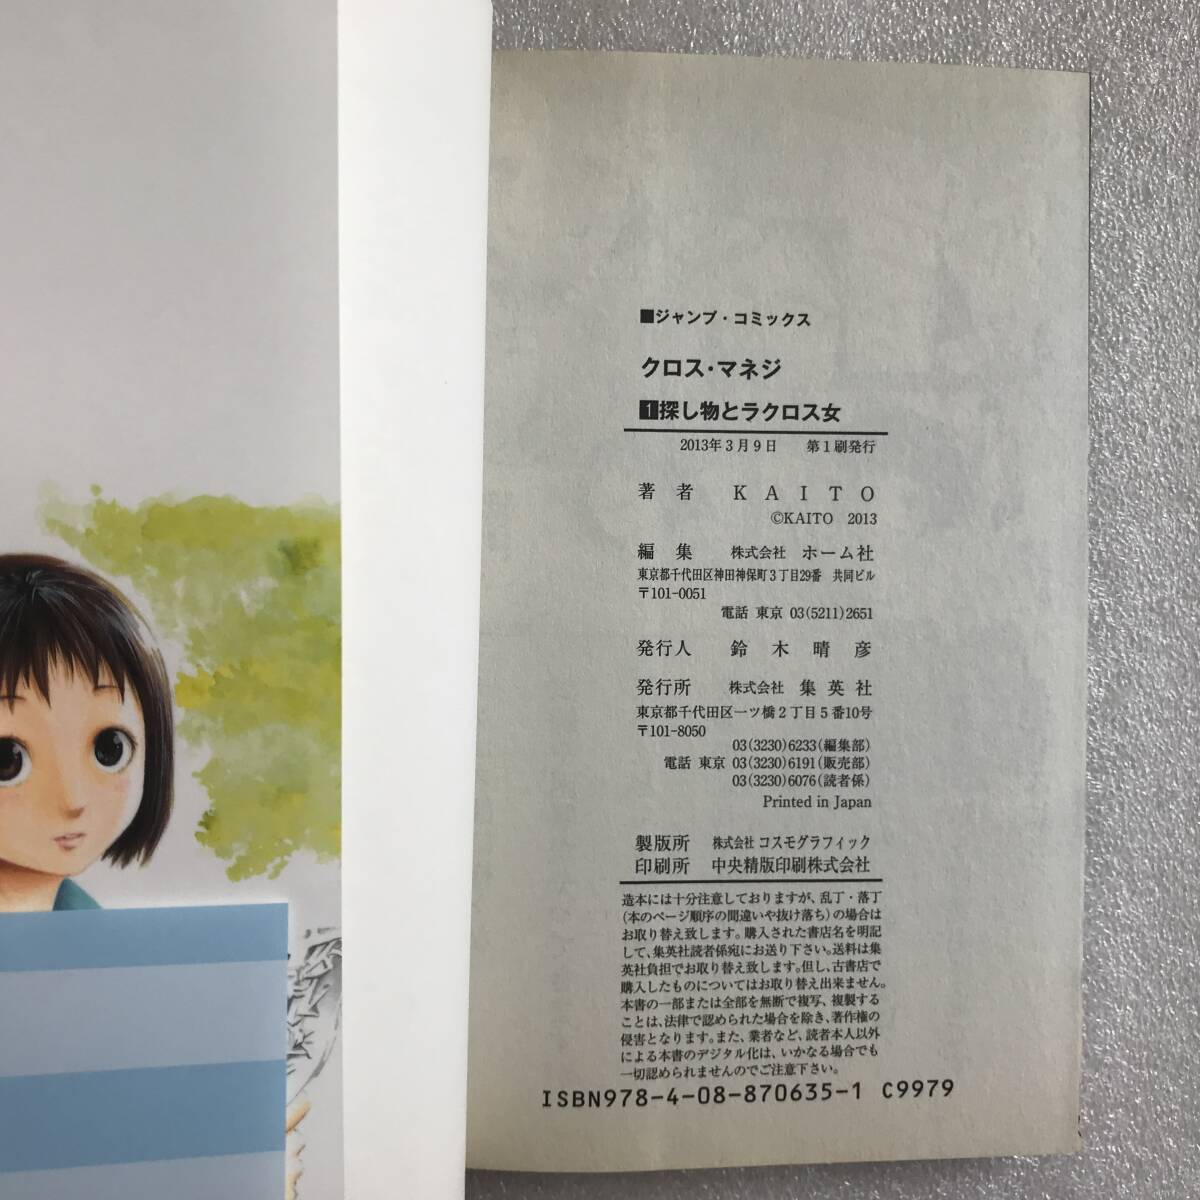 ■ジャンプ・コミックス
クロス・マネジ
1探し物とラクロス女
2013年3月9日 第1刷発行
著者 KAITO
©KAITO 2013
編集 株式会社 ホーム社
東京都千代田区神田神保町3丁目29番 共同ビル
〒101-0051
電話 東京 03(5211)2651
発行人 鈴木晴彦
発行所 株式会社 集英社
東京都千代田区一ツ橋2丁目5番10号
〒101-8050
03(3230)6233(編集部)
電話 東京 03(3230)6191(販売部)
03(3230)6076(読者係)
Printed in Japan
製版所 株式会社 コスモグラフィック
印刷所 中央精版印刷株式会社
造本には十分注意しておりますが、乱丁・落丁
(本のページ順序の間違いや抜け落ち)の場合は
お取り替え致します。購入された書店名を明記
して、集英社読者係宛にお送り下さい。送料は集
英社負担でお取り替え致します。但し、古書店で
購入したものについてはお取り替え出来ません。
本書の一部または全部を無断で複写、複製する
ことは、法律で認められた場合を除き、著作権の
侵害となります。また、業者など、読者本人以外
による本書のデジタル化は、いかなる場合でも
一切認められませんのでご注意下さい。
ISBN978-4-08-870635-1 C9979